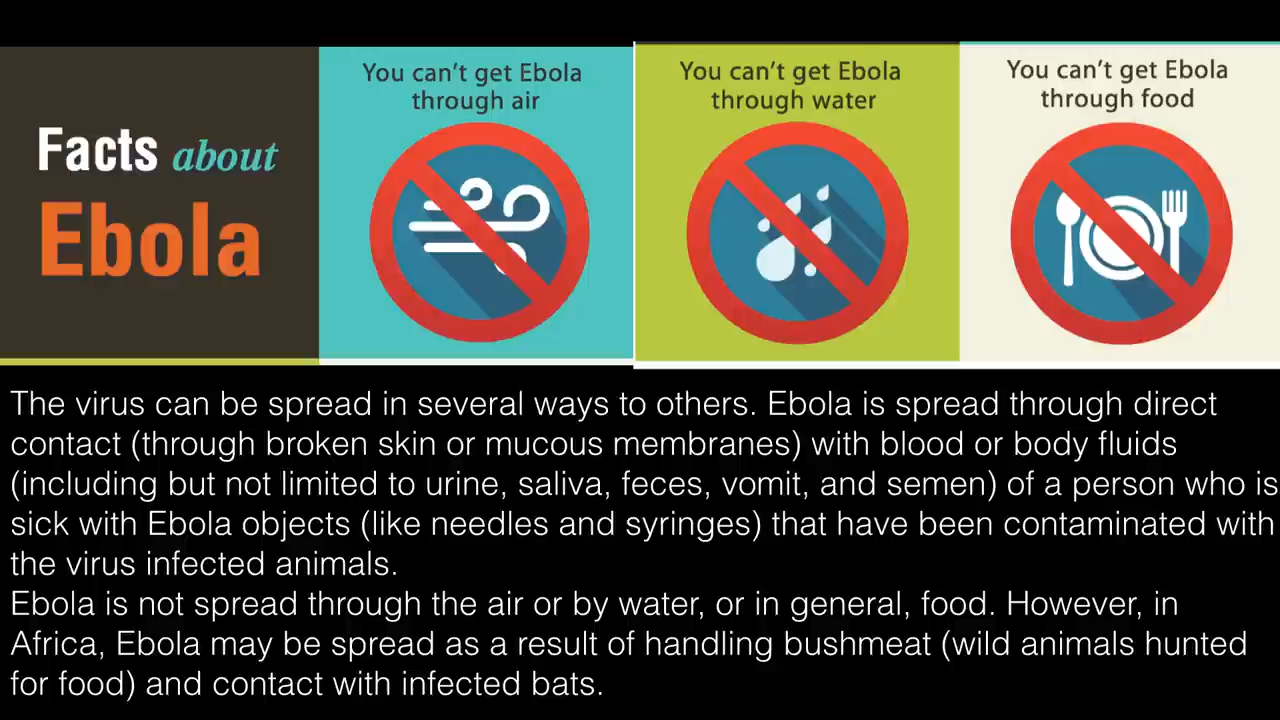 Facts about
Ebola
You can't get Ebola
through air
You can't get Ebola
through water
You can't get Ebola
through food
The virus can be spread in several ways to others. Ebola is spread through direct
contact (through broken skin or mucous membranes) with blood or body fluids
(including but not limited to urine, saliva, feces, vomit, and semen) of a person who is
sick with Ebola objects (like needles and syringes) that have been contaminated with
the virus infected animals.
Ebola is not spread through the air or by water, or in general, food. However, in
Africa, Ebola may be spread as a result of handling bushmeat (wild animals hunted
for food) and contact with infected bats.